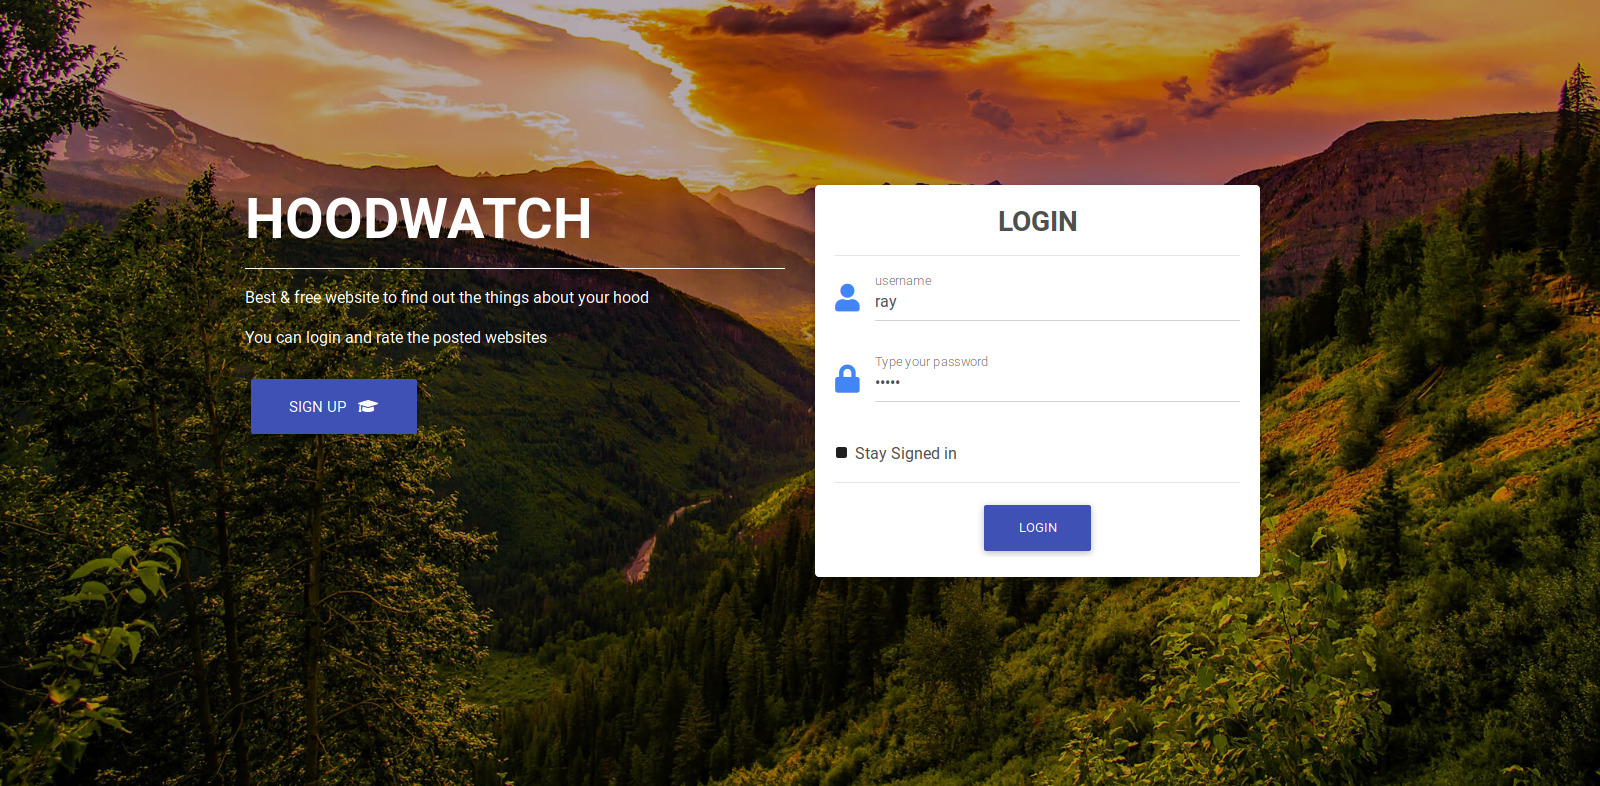 HOODWATCH
Best & free website to find out the things about your hood
You can login and rate the posted websites
SIGN UP
LOGIN
username
ray
Type your password
•••••
Stay Signed in
LOGIN